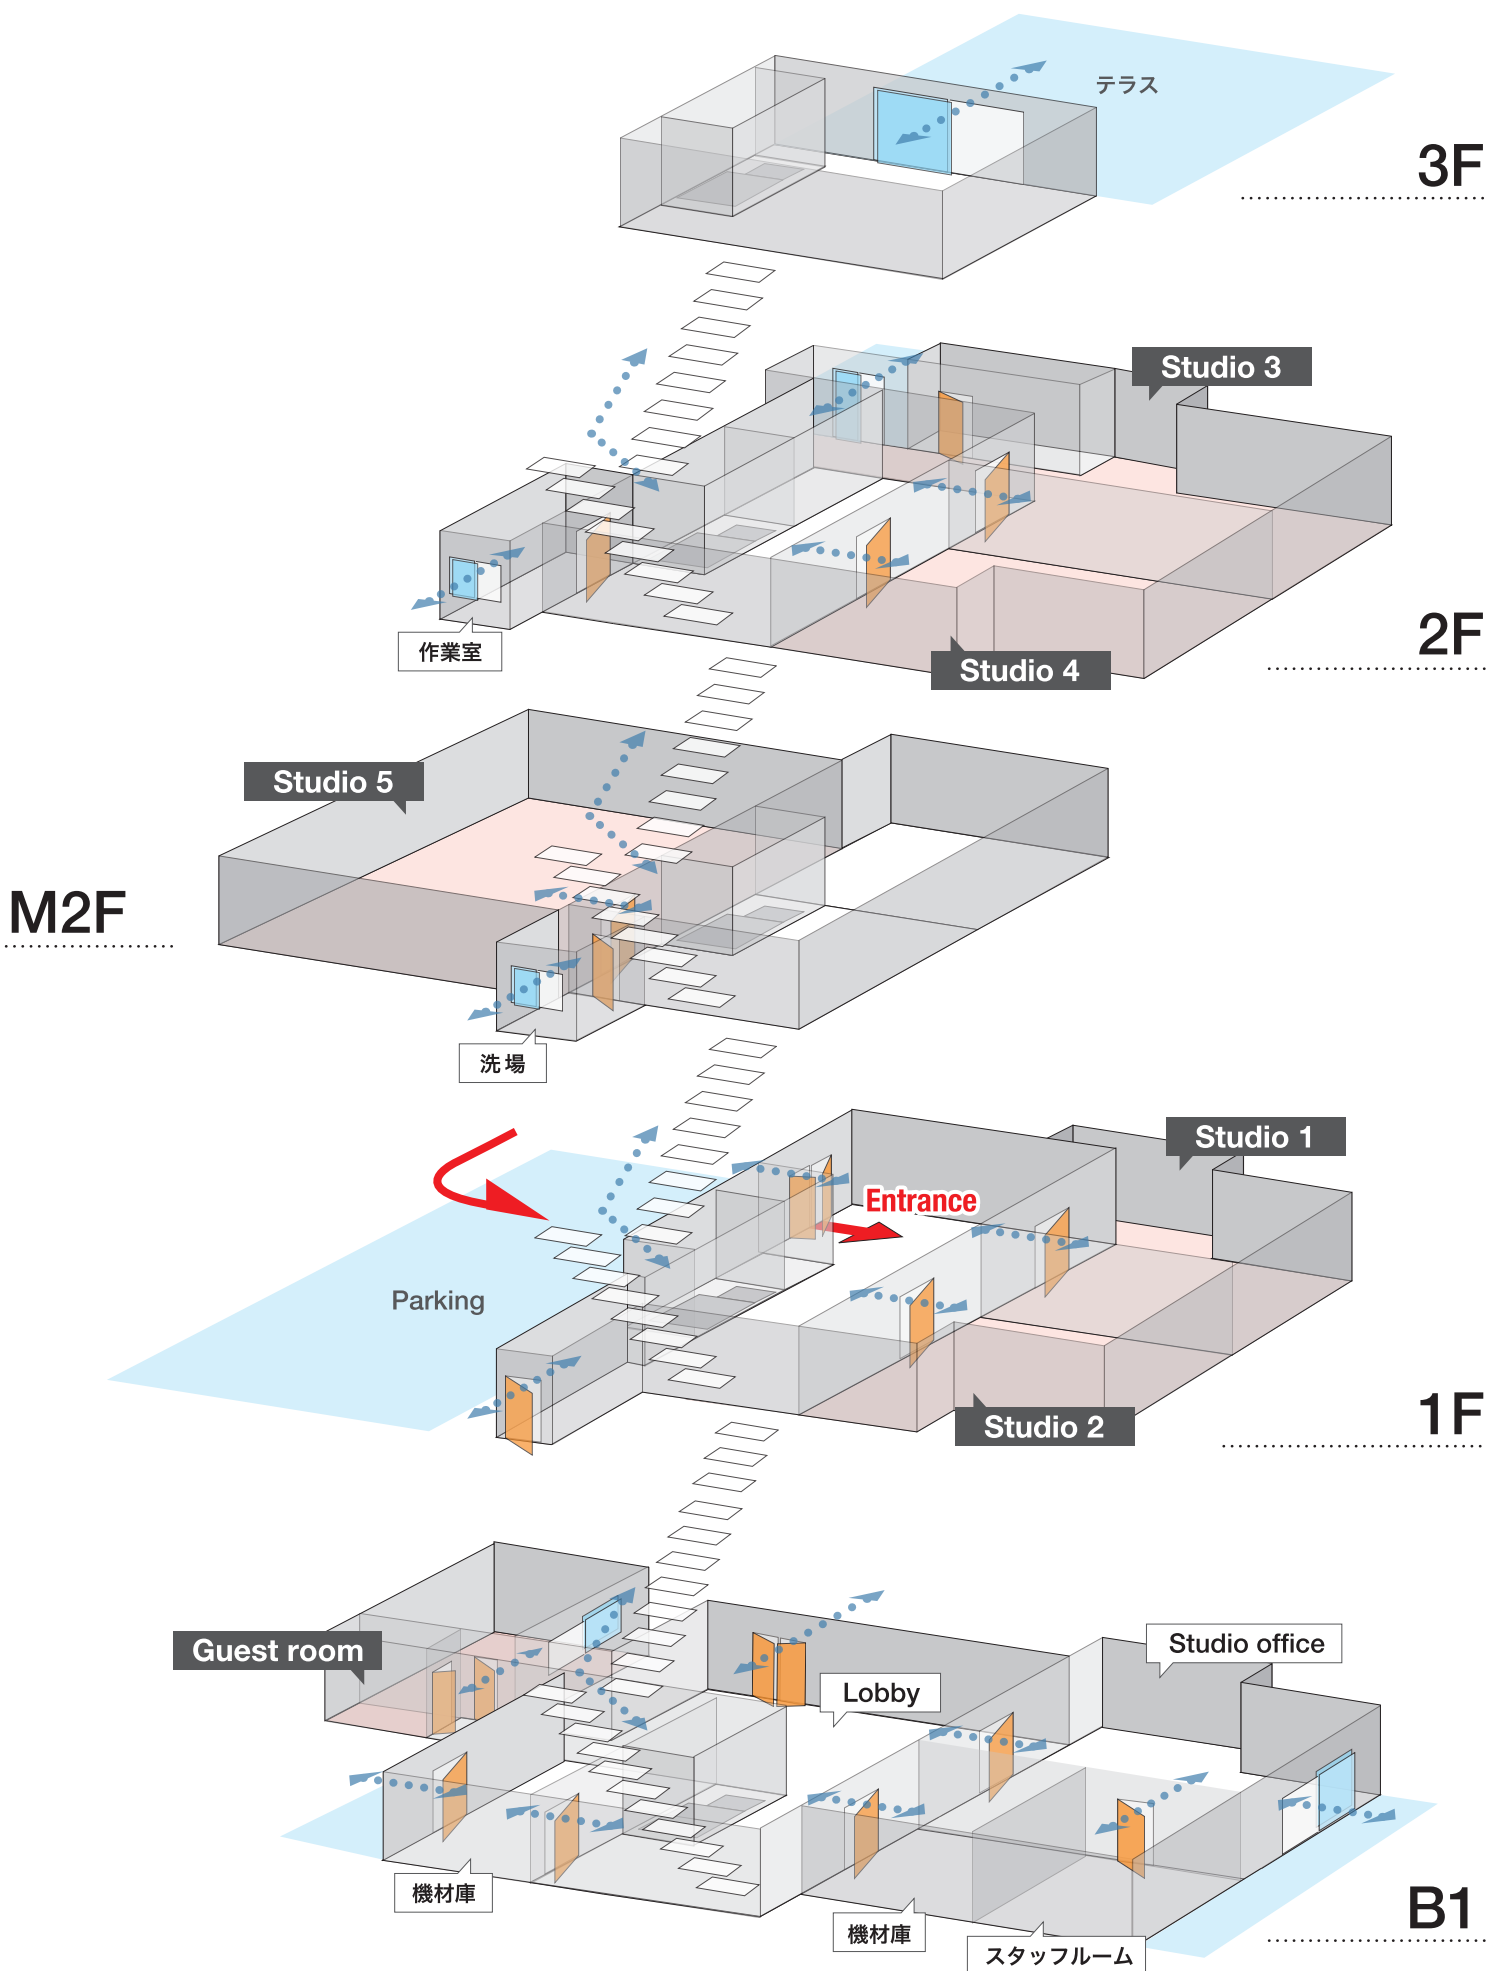 テラス
3F
Studio 3
作業室
2F
Studio 4
Studio 5
M2F
洗場
Studio 1
Entrance
Parking
1F
Studio 2
Guest room
Studio office
Lobby
機材庫
B1
機材庫
スタッフルーム